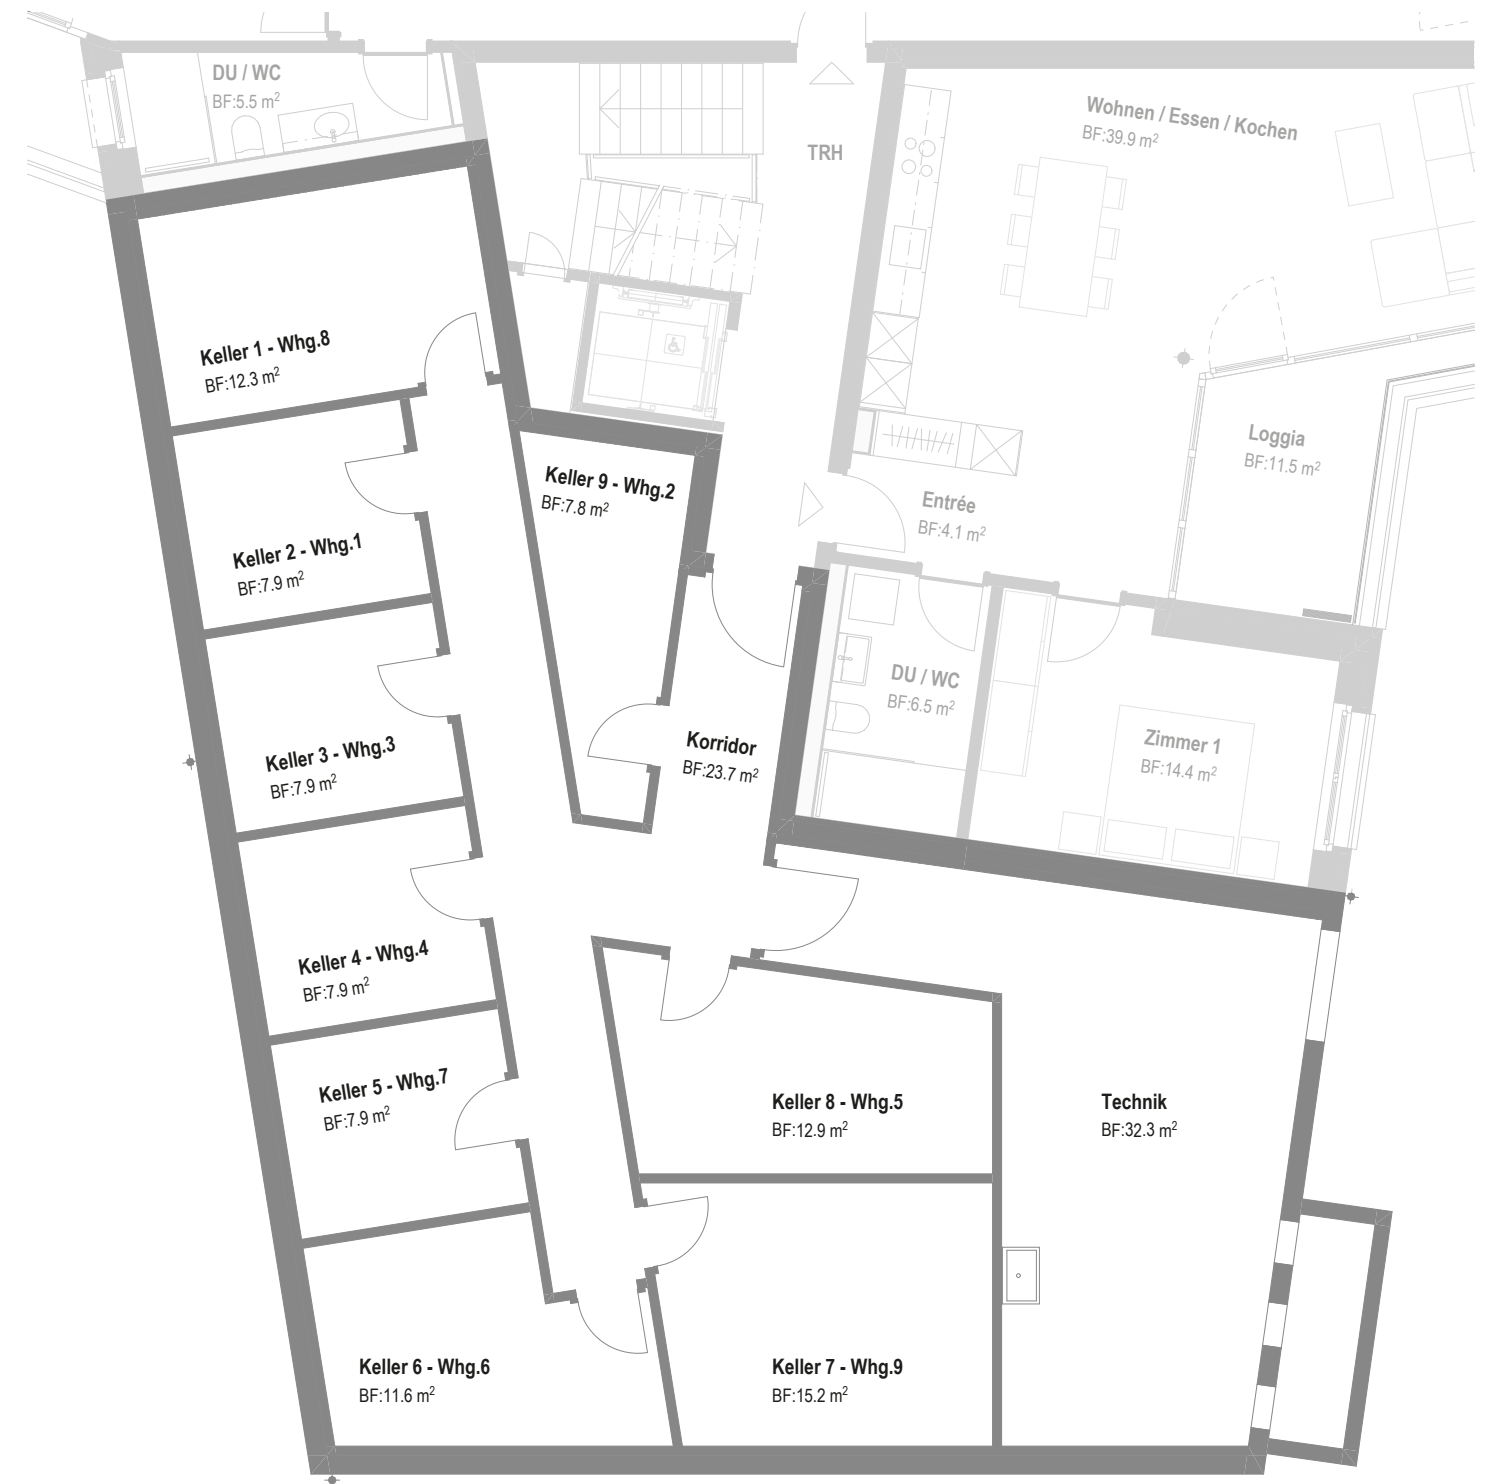 DU / WC
BF:5.5 m²
TRH
Wohnen / Essen / Kochen
BF:39.9 m²
Keller 1 - Whg.8
BF:12.3 m²
Keller 9 - Whg.2
BF:7.8 m²
Loggia
BF:11.5 m²
Entrée
BF:4.1 m²
Keller 2 - Whg.1
BF:7.9 m²
DU / WC
BF:6.5 m²
Keller 3 - Whg.3
BF:7.9 m²
Korridor
BF:23.7 m²
Zimmer 1
BF:14.4 m²
Keller 4 - Whg.4
BF:7.9 m²
Keller 5 - Whg.7
BF:7.9 m²
Keller 8 - Whg.5
BF:12.9 m²
Technik
BF:32.3 m²
Keller 6 - Whg.6
BF:11.6 m²
Keller 7 - Whg.9
BF:15.2 m²